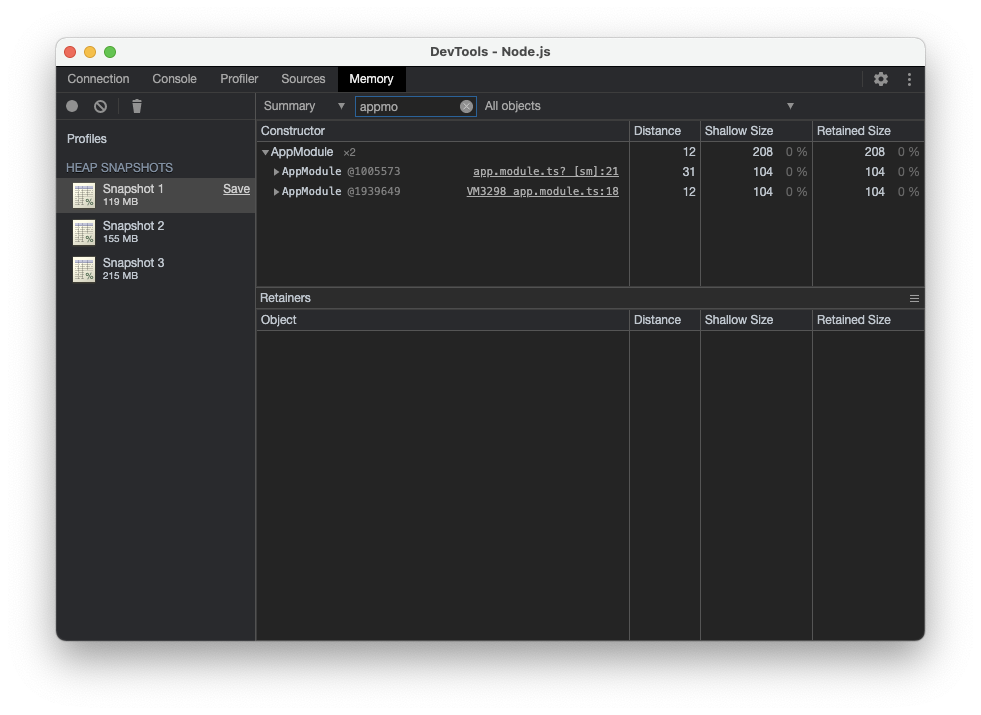 DevTools - Node.js
Connection Console Profiler Sources Memory
Summary ▼ appmo All objects ▼
Profiles
HEAP SNAPSHOTS
Snapshot 1 Save
119 MB
Snapshot 2
155 MB
Snapshot 3
215 MB
Constructor Distance Shallow Size Retained Size
AppModule ×2 12 208 0 % 208 0 %
AppModule @1005573 app.module.ts? [sm]:21 31 104 0 % 104 0 %
AppModule @1939649 VM3298 app.module.ts:18 12 104 0 % 104 0 %
Retainers
Object Distance Shallow Size Retained Size